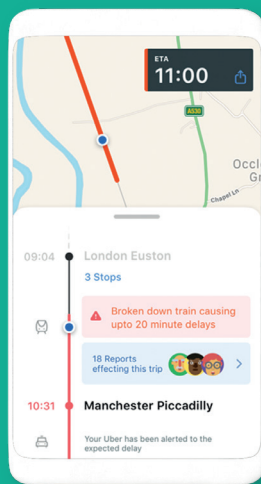 ETA
11:00
A530
Occl
Gr
Chapel Ln
09:04 London Euston
3 Stops
Broken down train causing
upto 20 minute delays
18 Reports
effecting this trip
10:31 Manchester Piccadilly
Your Uber has been alerted to the
expected delay